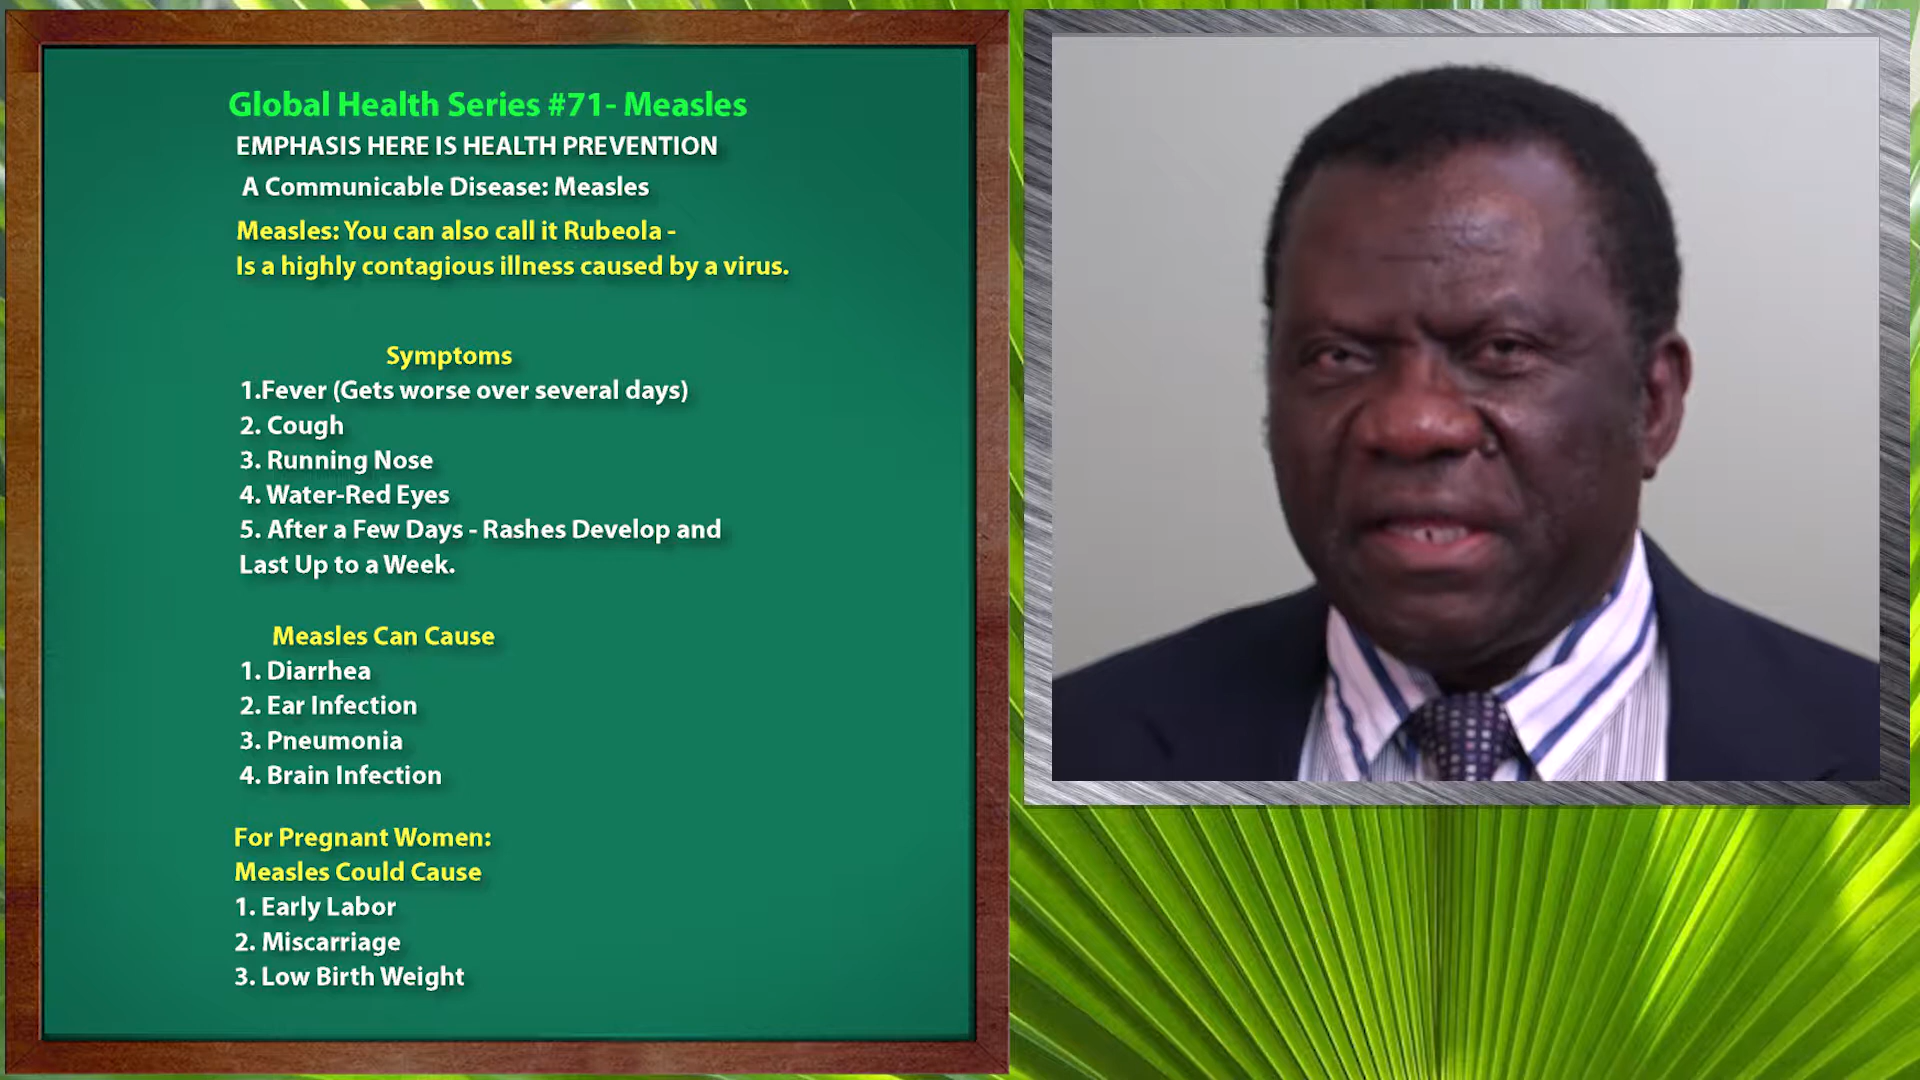 Global Health Series #71- Measles
EMPHASIS HERE IS HEALTH PREVENTION
A Communicable Disease: Measles
Measles: You can also call it Rubeola -
Is a highly contagious illness caused by a virus.
Symptoms
1.Fever (Gets worse over several days)
2. Cough
3. Running Nose
4. Water-Red Eyes
5. After a Few Days - Rashes Develop and
Last Up to a Week.
Measles Can Cause
1. Diarrhea
2. Ear Infection
3. Pneumonia
4. Brain Infection
For Pregnant Women:
Measles Could Cause
1. Early Labor
2. Miscarriage
3. Low Birth Weight